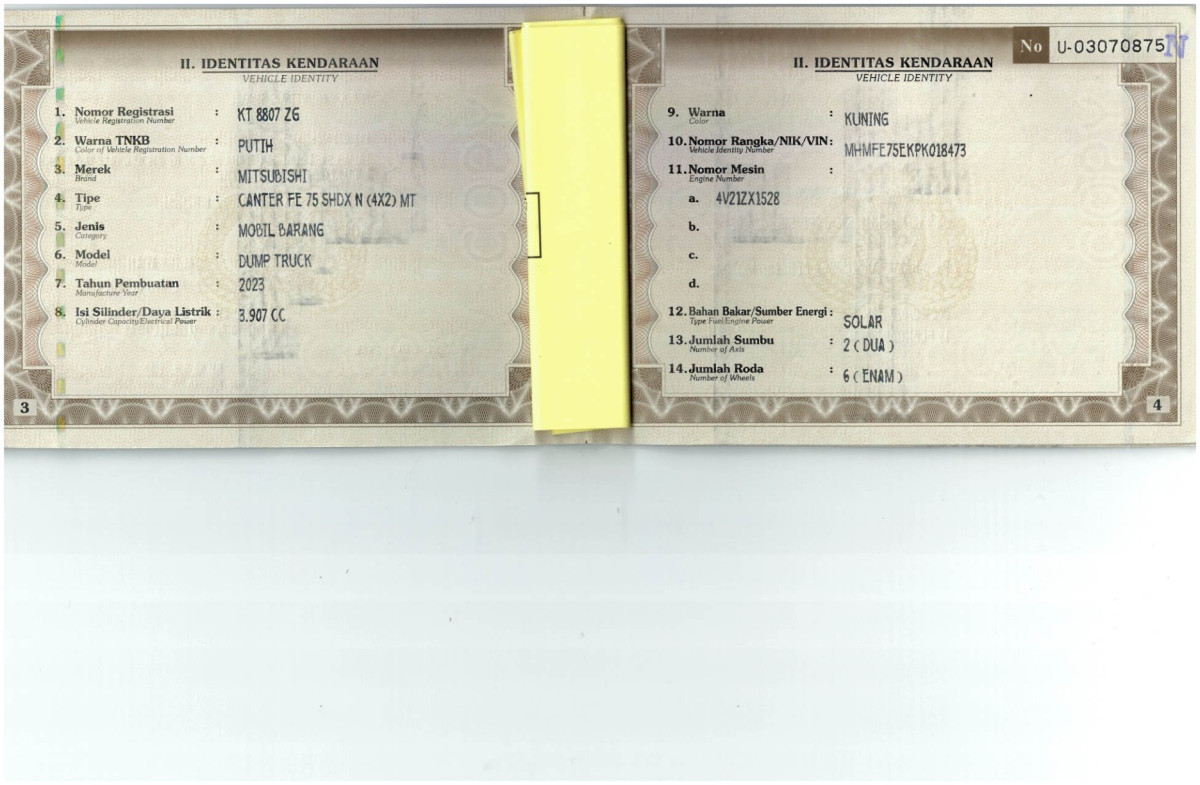 II. IDENTITAS KENDARAAN
VEHICLE IDENTITY
1. Nomor Registrasi : KT 8807 ZG
Vehicle Registration Number
2. Warna TNKB : PUTIH
Color of Vehicle Registration Number
3. Merek : MITSUBISHI
Brand
4. Tipe : CANTER FE 75 SHDX N (4X2) MT
Type
5. Jenis : MOBIL BARANG
Category
6. Model : DUMP TRUCK
Model
7. Tahun Pembuatan : 2023
Manufacture Year
8. Isi Silinder/Daya Listrik : 3.907 CC
Cylinder Capacity/Electrical Power
3
No U-03070875 N
II. IDENTITAS KENDARAAN
VEHICLE IDENTITY
9. Warna : KUNING
Color
10. Nomor Rangka/NIK/VIN: MHMFE75EKPK018473
Vehicle Identity Number
11. Nomor Mesin :
Engine Number
a. 4V21ZX1528
b.
c.
d.
12. Bahan Bakar/Sumber Energi : SOLAR
Type Fuel/Engine Power
13. Jumlah Sumbu : 2 ( DUA )
Number of Axis
14. Jumlah Roda : 6 ( ENAM )
Number of Wheels
4